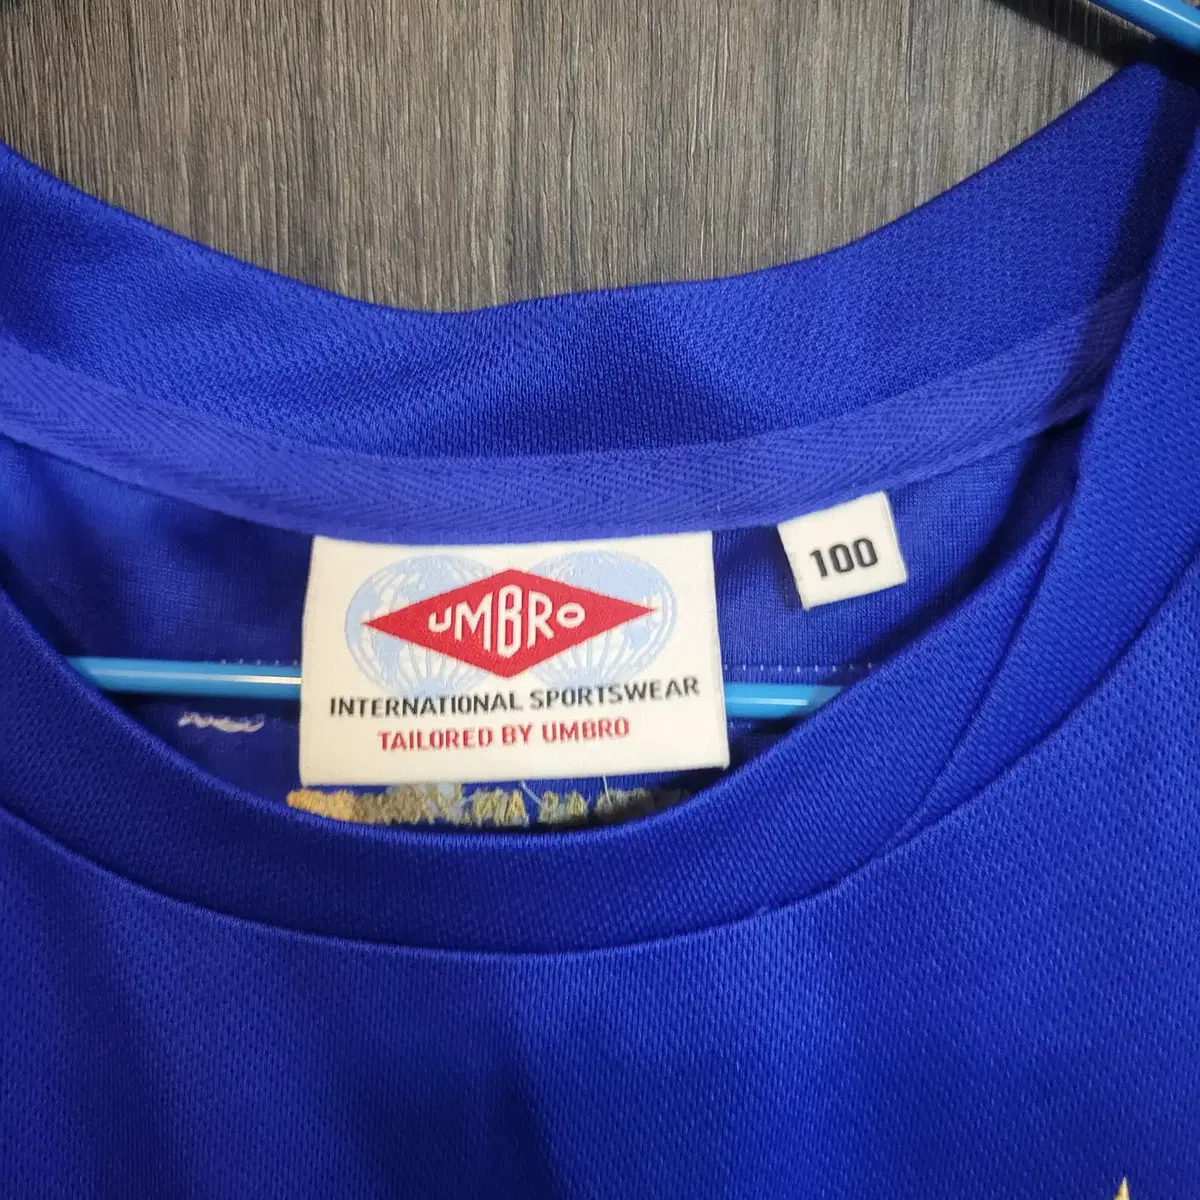 UMBRO
INTERNATIONAL SPORTSWEAR
TAILORED BY UMBRO
100